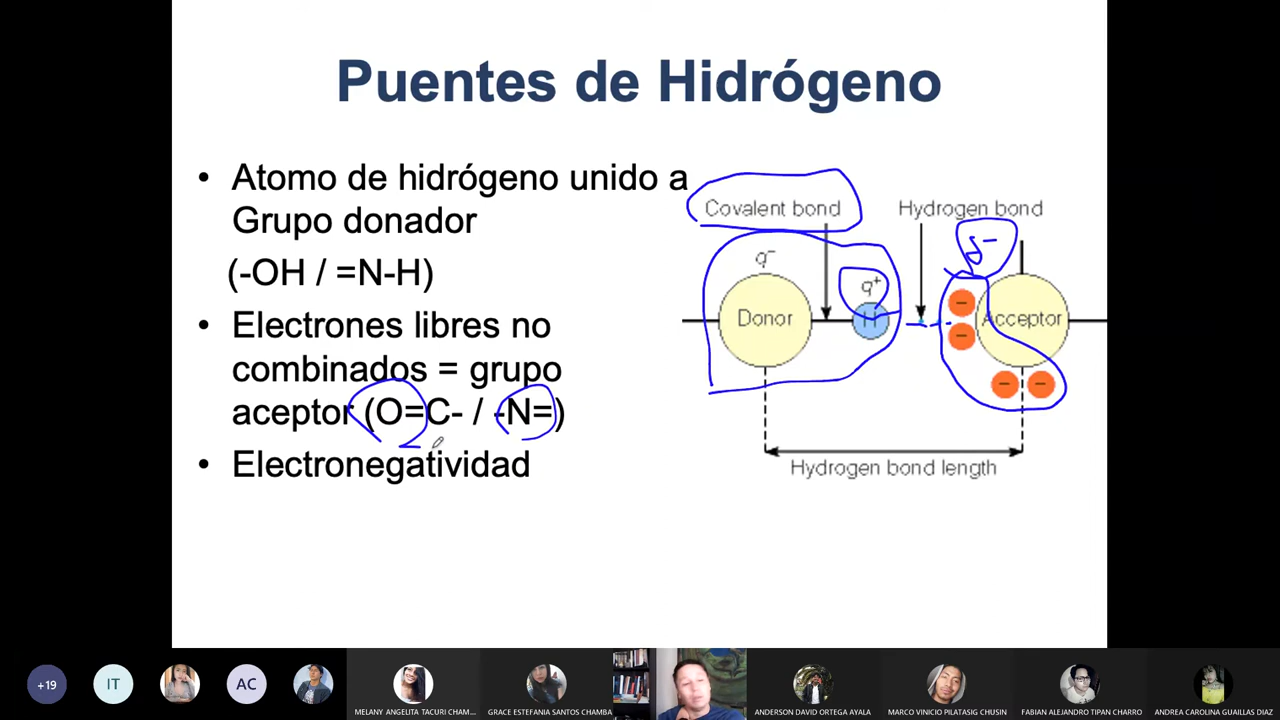 Puentes de Hidrógeno
• Atomo de hidrógeno unido a
Grupo donador
(-OH / =N-H)
• Electrones libres no
combinados = grupo
aceptor (O=C- / -N=)
• Electronegatividad
Covalent bond
Hydrogen bond
δ-
q-
q+
Donor
H
Acceptor
Hydrogen bond length
+19
IT
AC
MELANY ANGELITA TACURI CHAM...
GRACE ESTEFANIA SANTOS CHAMBA
ANDERSON DAVID ORTEGA AYALA
MARCO VINICIO PILATASIG CHUSIN
FABIAN ALEJANDRO TIPAN CHARRO
ANDREA CAROLINA GUAILLAS DIAZ